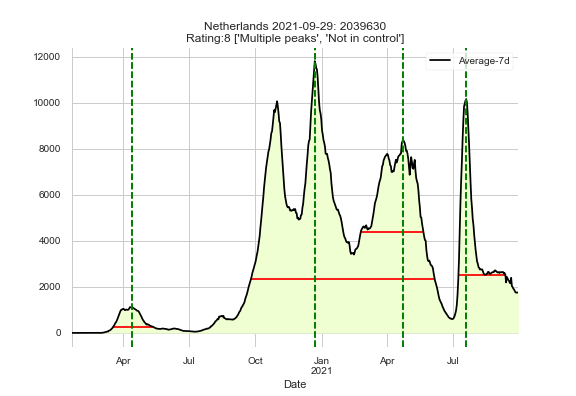 Netherlands 2021-09-29: 2039630
Rating:8 ['Multiple peaks', 'Not in control']
Average-7d
12000
10000
8000
6000
4000
2000
0
Apr Jul Oct Jan Apr Jul
2021
Date